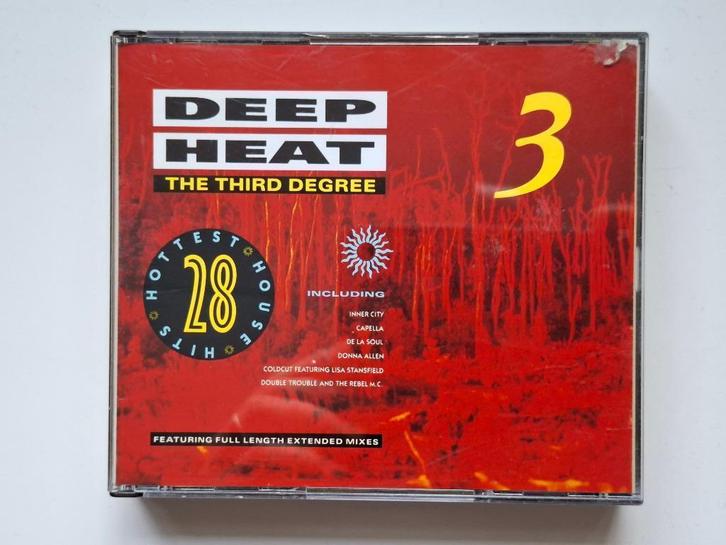 DEEP
HEAT
THE THIRD DEGREE
3
HOTTEST HOUSE HITS
28
INCLUDING
INNER CITY
CAPELLA
DE LA SOUL
DONNA ALLEN
COLDCUT FEATURING LISA STANSFIELD
DOUBLE TROUBLE AND THE REBEL M.C.
FEATURING FULL LENGTH EXTENDED MIXES